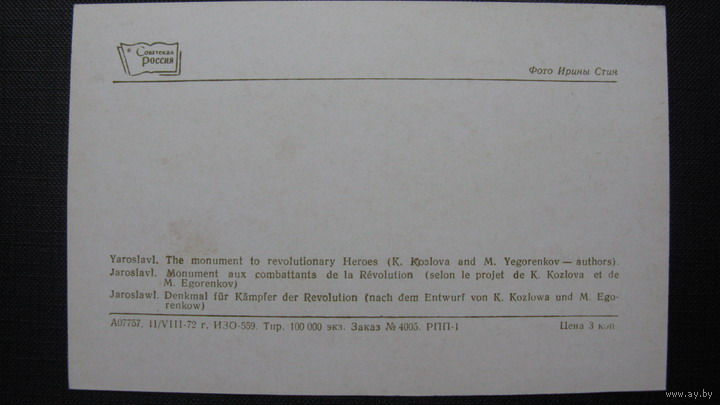 Советская
Россия
Фото Ирины Стин
Yaroslavl. The monument to revolutionary Heroes (K. Kozlova and M. Yegorenkov — authors).
Jaroslavl. Monument aux combattants de la Révolution (selon le projet de K. Kozlova et de
M. Egorenkov)
Jaroslawl. Denkmal für Kämpfer der Revolution (nach dem Entwurf von K. Kozlowa und M. Ego-
renkow)
А07757. 11/VIII-72 г. ИЗО-559. Тир. 100 000 экз. Заказ № 4005. РПП-1 Цена 3 коп
www.ay.by